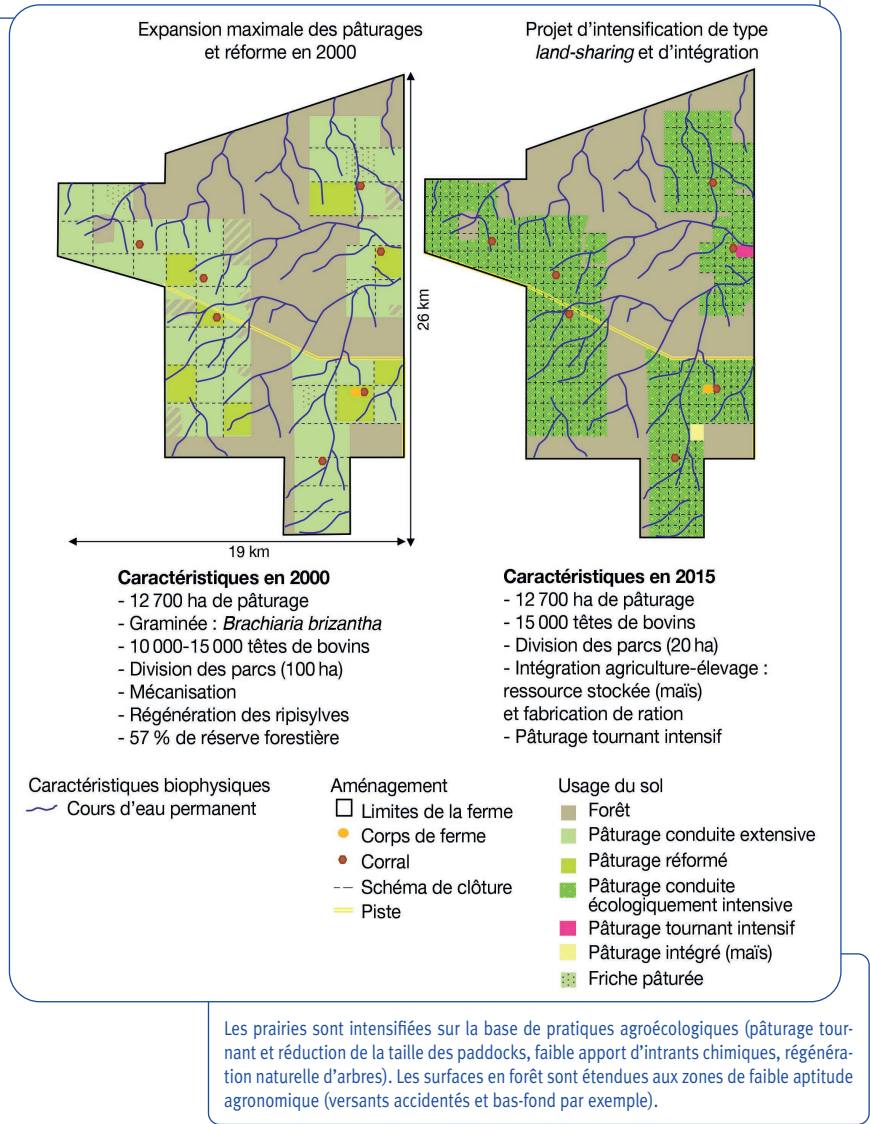 Expansion maximale des pâturages
et réforme en 2000
Projet d'intensification de type
land-sharing et d'intégration
26 km
19 km
Caractéristiques en 2000
- 12 700 ha de pâturage
- Graminée : Brachiaria brizantha
- 10 000-15 000 têtes de bovins
- Division des parcs (100 ha)
- Mécanisation
- Régénération des ripisylves
- 57 % de réserve forestière
Caractéristiques en 2015
- 12 700 ha de pâturage
- 15 000 têtes de bovins
- Division des parcs (20 ha)
- Intégration agriculture-élevage :
ressource stockée (maïs)
et fabrication de ration
- Pâturage tournant intensif
Caractéristiques biophysiques
Cours d'eau permanent
Aménagement
Limites de la ferme
Corps de ferme
Corral
Schéma de clôture
Piste
Usage du sol
Forêt
Pâturage conduite extensive
Pâturage réformé
Pâturage conduite
écologiquement intensive
Pâturage tournant intensif
Pâturage intégré (maïs)
Friche pâturée
Les prairies sont intensifiées sur la base de pratiques agroécologiques (pâturage tour-
nant et réduction de la taille des paddocks, faible apport d'intrants chimiques, régénéra-
tion naturelle d'arbres). Les surfaces en forêt sont étendues aux zones de faible aptitude
agronomique (versants accidentés et bas-fond par exemple).